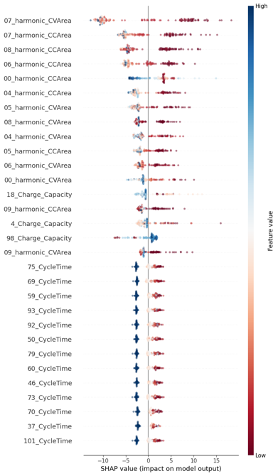 High
07_harmonic_CVArea
07_harmonic_CCArea
08_harmonic_CCArea
06_harmonic_CCArea
00_harmonic_CCArea
04_harmonic_CCArea
05_harmonic_CVArea
08_harmonic_CVArea
04_harmonic_CVArea
05_harmonic_CCArea
06_harmonic_CVArea
00_harmonic_CVArea
18_Charge_Capacity
09_harmonic_CCArea
4_Charge_Capacity
98_Charge_Capacity
09_harmonic_CVArea
75_CycleTime
69_CycleTime
59_CycleTime
93_CycleTime
92_CycleTime
50_CycleTime
79_CycleTime
60_CycleTime
46_CycleTime
73_CycleTime
70_CycleTime
37_CycleTime
101_CycleTime
Feature value
Low
−10 −5 0 5 10 15
SHAP value (impact on model output)